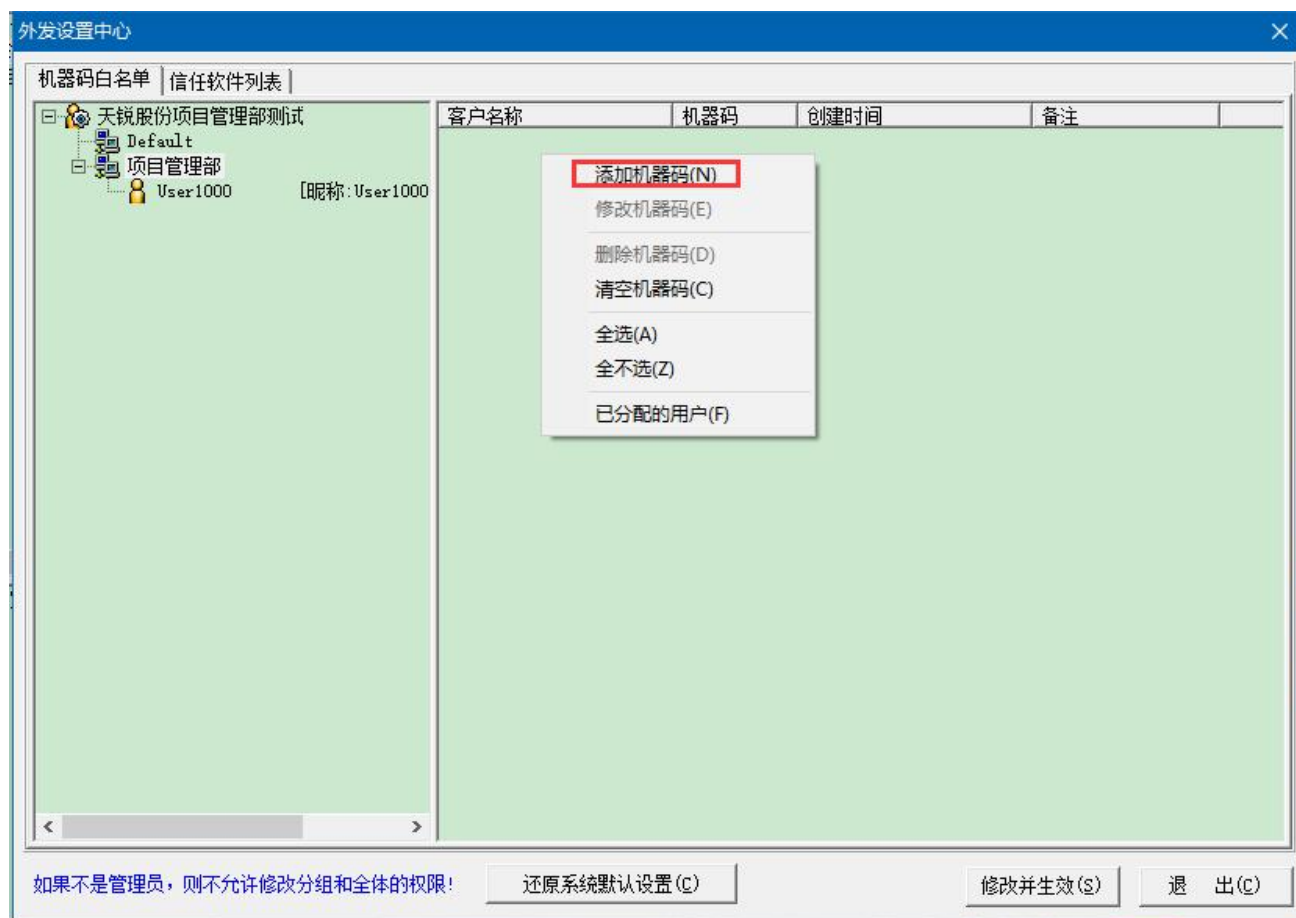 外发设置中心
机器码白名单 信任软件列表
天锐股份项目管理部测试
Default
项目管理部
User1000 [昵称:User1000
客户名称 机器码 创建时间 备注
添加机器码(N)
修改机器码(E)
删除机器码(D)
清空机器码(C)
全选(A)
全不选(Z)
已分配的用户(F)
如果不是管理员，则不允许修改分组和全体的权限! 还原系统默认设置(C) 修改并生效(S) 退 出(C)